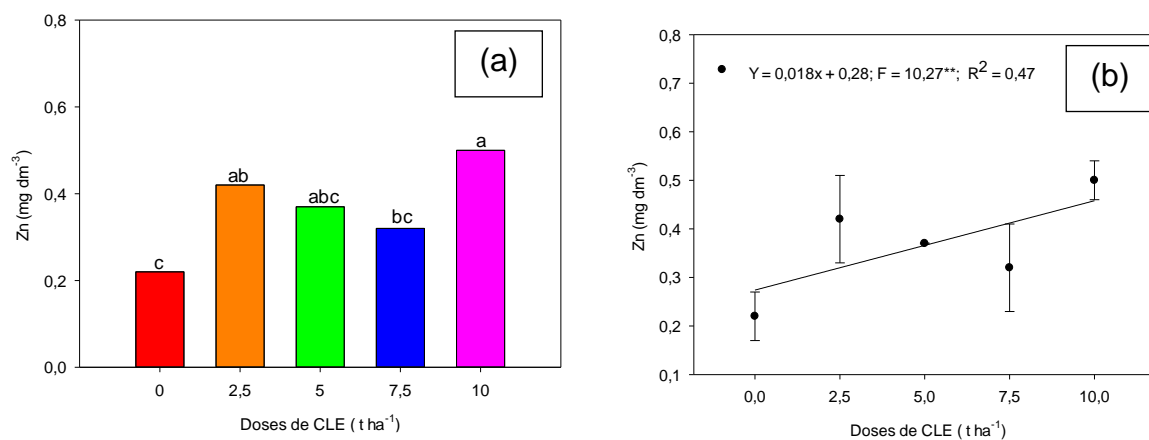 (a)
0,8
0,6
0,4
0,2
0,0
Zn (mg dm⁻³)
c
ab
abc
bc
a
0 2,5 5 7,5 10
Doses de CLE ( t ha⁻¹)
(b)
Y = 0,018x + 0,28; F = 10,27**; R² = 0,47
0,8
0,7
0,6
0,5
0,4
0,3
0,2
0,1
Zn (mg dm⁻³)
0,0 2,5 5,0 7,5 10,0
Doses de CLE ( t ha⁻¹)